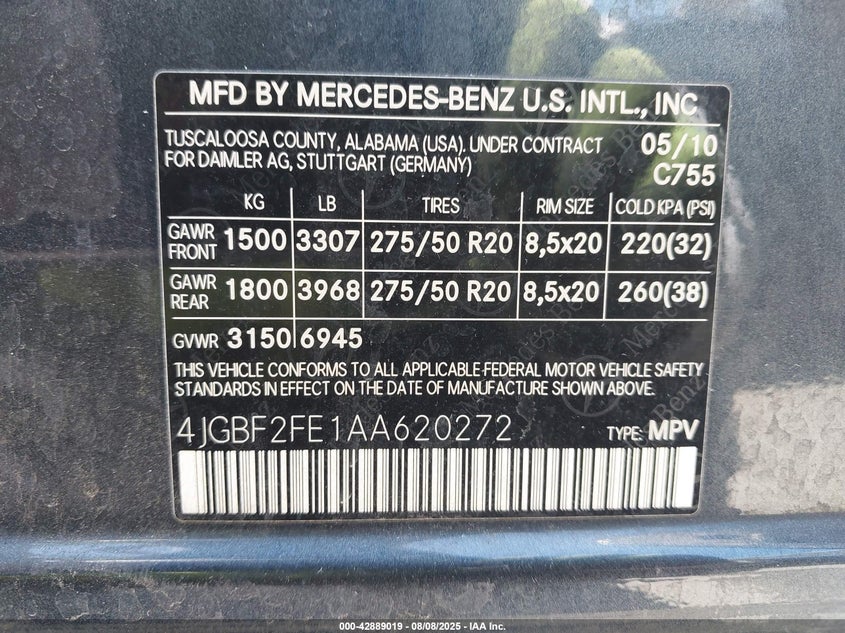 MFD BY MERCEDES-BENZ U.S. INTL., INC
TUSCALOOSA COUNTY, ALABAMA (USA). UNDER CONTRACT 05/10
FOR DAIMLER AG, STUTTGART (GERMANY) C755
KG LB TIRES RIM SIZE COLD KPA (PSI)
GAWR FRONT 1500 3307 275/50 R20 8,5x20 220(32)
GAWR REAR 1800 3968 275/50 R20 8,5x20 260(38)
GVWR 3150 6945
THIS VEHICLE CONFORMS TO ALL APPLICABLE FEDERAL MOTOR VEHICLE SAFETY
STANDARDS IN EFFECT ON THE DATE OF MANUFACTURE SHOWN ABOVE.
4JGBF2FE1AA620272 TYPE: MPV
000-42889019 - 08/08/2025 - IAA Inc.